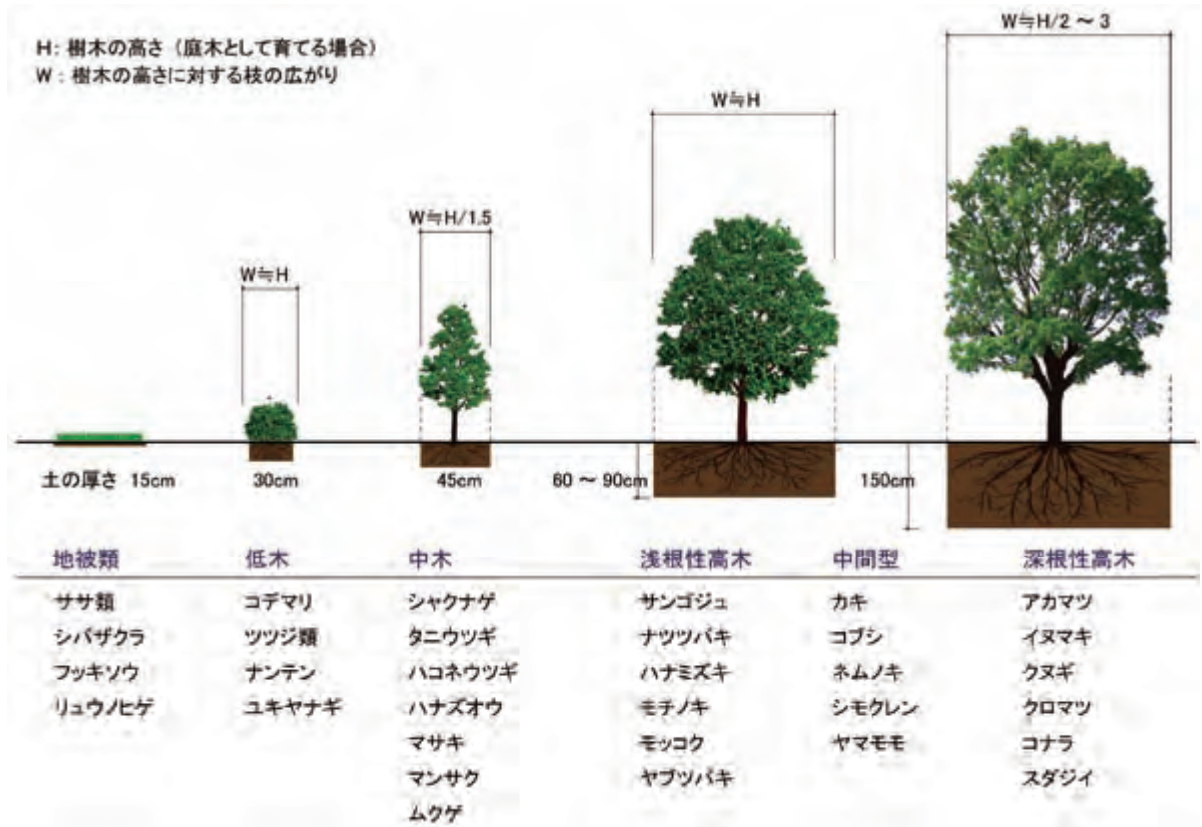 H: 樹木の高さ（庭木として育てる場合）
W : 樹木の高さに対する枝の広がり
W≒H/2 ～ 3
W≒H
W≒H/1.5
W≒H
土の厚さ 15cm
30cm
45cm
60 ～ 90cm
150cm
地被類 低木 中木 浅根性高木 中間型 深根性高木
ササ類 コデマリ シャクナゲ サンゴジュ カキ アカマツ
シバザクラ ツツジ類 タニウツギ ナツツバキ コブシ イヌマキ
フッキソウ ナンテン ハコネウツギ ハナミズキ ネムノキ クヌギ
リュウノヒゲ ユキヤナギ ハナズオウ モチノキ シモクレン クロマツ
マサキ モッコク ヤマモモ コナラ
マンサク ヤブツバキ スダジイ
ムクゲ